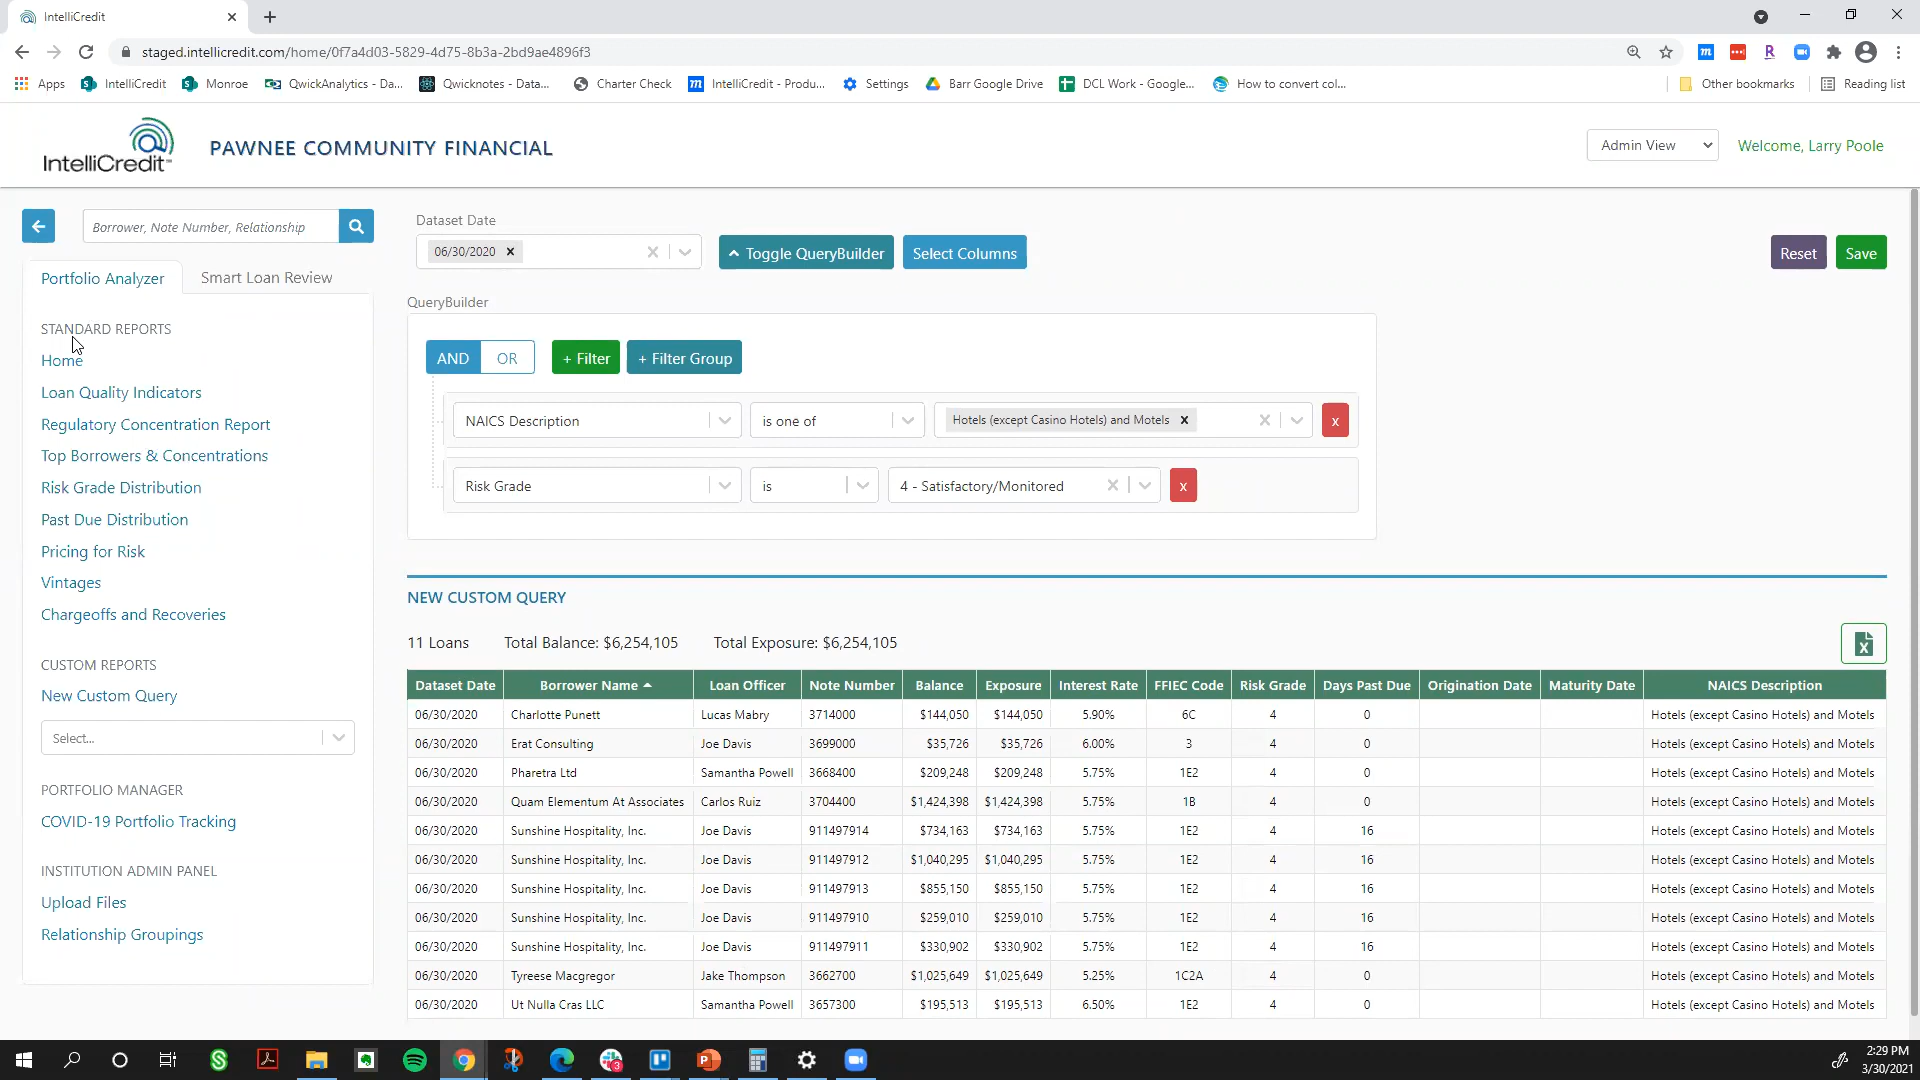 IntelliCredit
staged.intellicredit.com/home/0f7a4d03-5829-4d75-8b3a-2bd9ae4896f3
Apps IntelliCredit Monroe QwickAnalytics - Da... Qwicknotes - Data... Charter Check IntelliCredit - Produ... Settings Barr Google Drive DCL Work - Google... How to convert col... Other bookmarks Reading list
IntelliCredit™ PAWNEE COMMUNITY FINANCIAL Admin View Welcome, Larry Poole
Borrower, Note Number, Relationship
Portfolio Analyzer Smart Loan Review
STANDARD REPORTS
Home
Loan Quality Indicators
Regulatory Concentration Report
Top Borrowers & Concentrations
Risk Grade Distribution
Past Due Distribution
Pricing for Risk
Vintages
Chargeoffs and Recoveries
CUSTOM REPORTS
New Custom Query
Select...
PORTFOLIO MANAGER
COVID-19 Portfolio Tracking
INSTITUTION ADMIN PANEL
Upload Files
Relationship Groupings
Dataset Date
06/30/2020 Toggle QueryBuilder Select Columns Reset Save
QueryBuilder
AND OR + Filter + Filter Group
NAICS Description is one of Hotels (except Casino Hotels) and Motels x
Risk Grade is 4 - Satisfactory/Monitored x
NEW CUSTOM QUERY
11 Loans Total Balance: $6,254,105 Total Exposure: $6,254,105
Dataset Date Borrower Name Loan Officer Note Number Balance Exposure Interest Rate FFIEC Code Risk Grade Days Past Due Origination Date Maturity Date NAICS Description
06/30/2020 Charlotte Punett Lucas Mabry 3714000 $144,050 $144,050 5.90% 6C 4 0 Hotels (except Casino Hotels) and Motels
06/30/2020 Erat Consulting Joe Davis 3699000 $35,726 $35,726 6.00% 3 4 0 Hotels (except Casino Hotels) and Motels
06/30/2020 Pharetra Ltd Samantha Powell 3668400 $209,248 $209,248 5.75% 1E2 4 0 Hotels (except Casino Hotels) and Motels
06/30/2020 Quam Elementum At Associates Carlos Ruiz 3704400 $1,424,398 $1,424,398 5.75% 1B 4 0 Hotels (except Casino Hotels) and Motels
06/30/2020 Sunshine Hospitality, Inc. Joe Davis 911497914 $734,163 $734,163 5.75% 1E2 4 16 Hotels (except Casino Hotels) and Motels
06/30/2020 Sunshine Hospitality, Inc. Joe Davis 911497912 $1,040,295 $1,040,295 5.75% 1E2 4 16 Hotels (except Casino Hotels) and Motels
06/30/2020 Sunshine Hospitality, Inc. Joe Davis 911497913 $855,150 $855,150 5.75% 1E2 4 16 Hotels (except Casino Hotels) and Motels
06/30/2020 Sunshine Hospitality, Inc. Joe Davis 911497910 $259,010 $259,010 5.75% 1E2 4 16 Hotels (except Casino Hotels) and Motels
06/30/2020 Sunshine Hospitality, Inc. Joe Davis 911497911 $330,902 $330,902 5.75% 1E2 4 16 Hotels (except Casino Hotels) and Motels
06/30/2020 Tyreese Macgregor Jake Thompson 3662700 $1,025,649 $1,025,649 5.25% 1C2A 4 0 Hotels (except Casino Hotels) and Motels
06/30/2020 Ut Nulla Cras LLC Samantha Powell 3657300 $195,513 $195,513 6.50% 1E2 4 0 Hotels (except Casino Hotels) and Motels
2:29 PM
3/30/2021